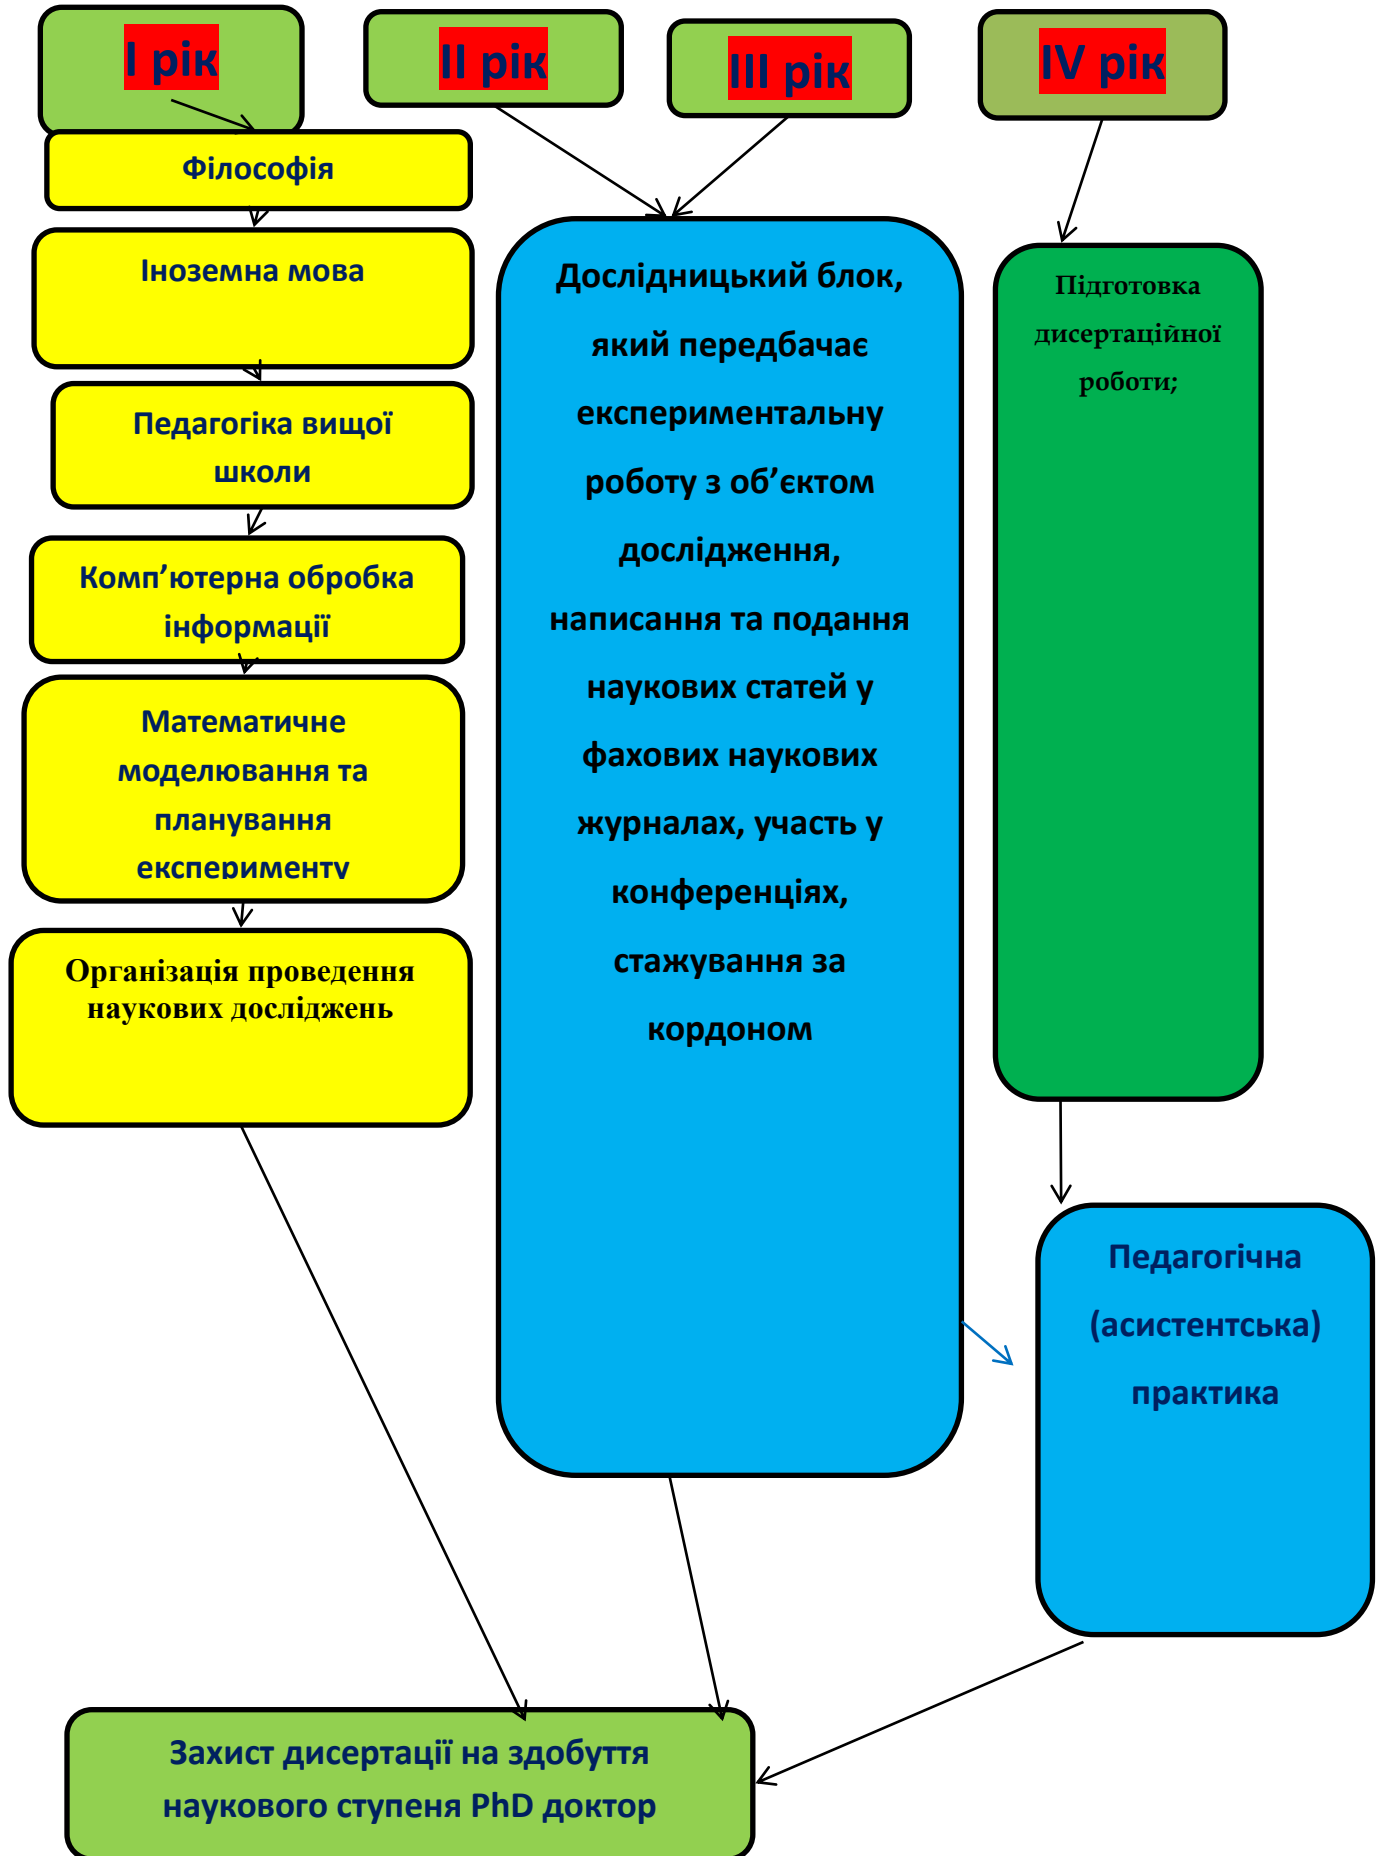 І рік
ІІ рік
ІІІ рік
ІV рік
Філософія
Іноземна мова
Педагогіка вищої
школи
Комп’ютерна обробка
інформації
Математичне
моделювання та
планування
експерименту
Організація проведення
наукових досліджень
Дослідницький блок,
який передбачає
експериментальну
роботу з об’єктом
дослідження,
написання та подання
наукових статей у
фахових наукових
журналах, участь у
конференціях,
стажування за
кордоном
Підготовка
дисертаційної
роботи;
Педагогічна
(асистентська)
практика
Захист дисертації на здобуття
наукового ступеня PhD доктор